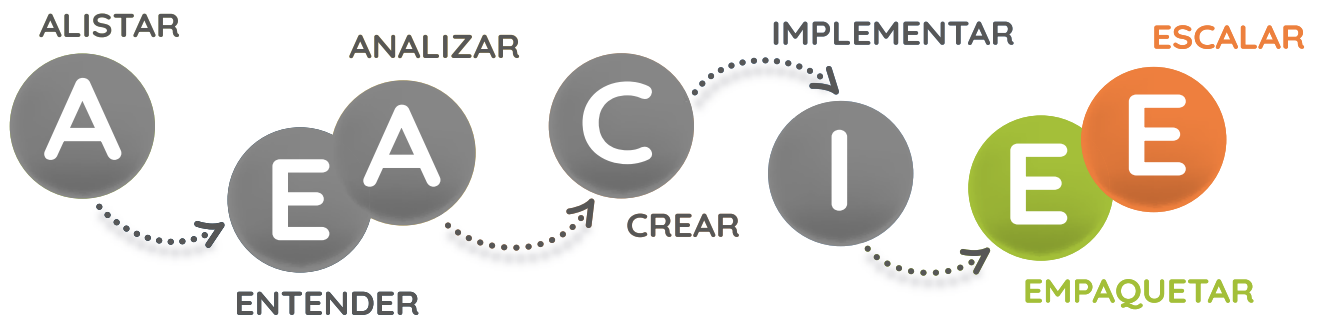 ALISTAR
A
ENTENDER
E
ANALIZAR
A
CREAR
C
IMPLEMENTAR
I
EMPAQUETAR
E
ESCALAR
E